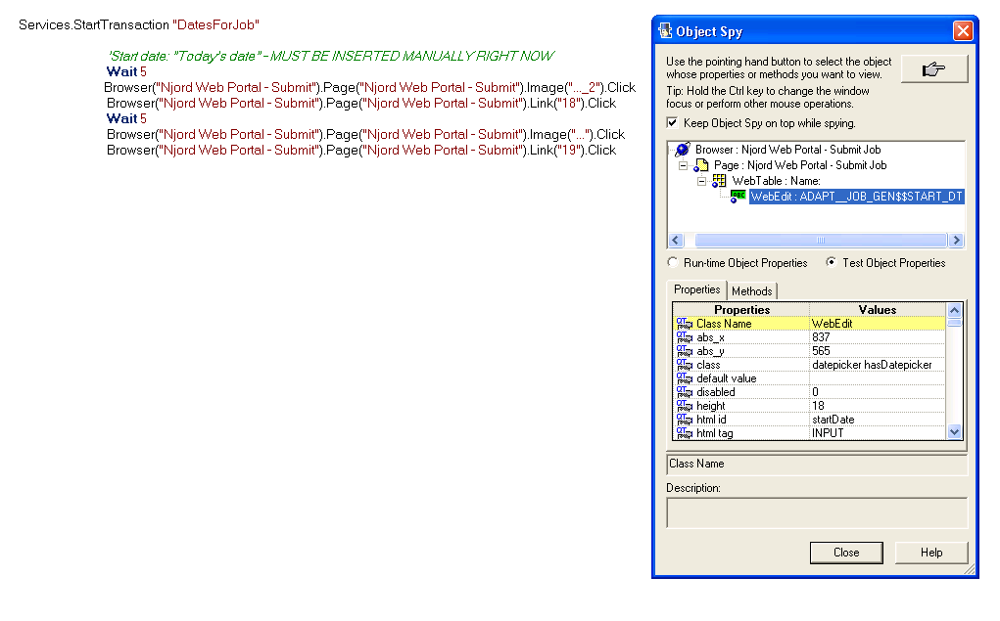 Services.StartTransaction "DatesForJob"
'Start date: "Today's date" - MUST BE INSERTED MANUALLY RIGHT NOW
Wait 5
Browser("Njord Web Portal - Submit").Page("Njord Web Portal - Submit").Image("..._2").Click
Browser("Njord Web Portal - Submit").Page("Njord Web Portal - Submit").Link("18").Click
Wait 5
Browser("Njord Web Portal - Submit").Page("Njord Web Portal - Submit").Image("...").Click
Browser("Njord Web Portal - Submit").Page("Njord Web Portal - Submit").Link("19").Click
Object Spy
Use the pointing hand button to select the object
whose properties or methods you want to view.
Tip: Hold the Ctrl key to change the window
focus or perform other mouse operations.
Keep Object Spy on top while spying.
Browser : Njord Web Portal - Submit Job
Page : Njord Web Portal - Submit Job
WebTable : Name:
WebEdit : ADAPT__JOB_GEN$$START_DT
Run-time Object Properties Test Object Properties
Properties Methods
Properties Values
Class Name WebEdit
abs_x 837
abs_y 565
class datepicker hasDatepicker
default value
disabled 0
height 18
html id startDate
html tag INPUT
Class Name
Description:
Close Help